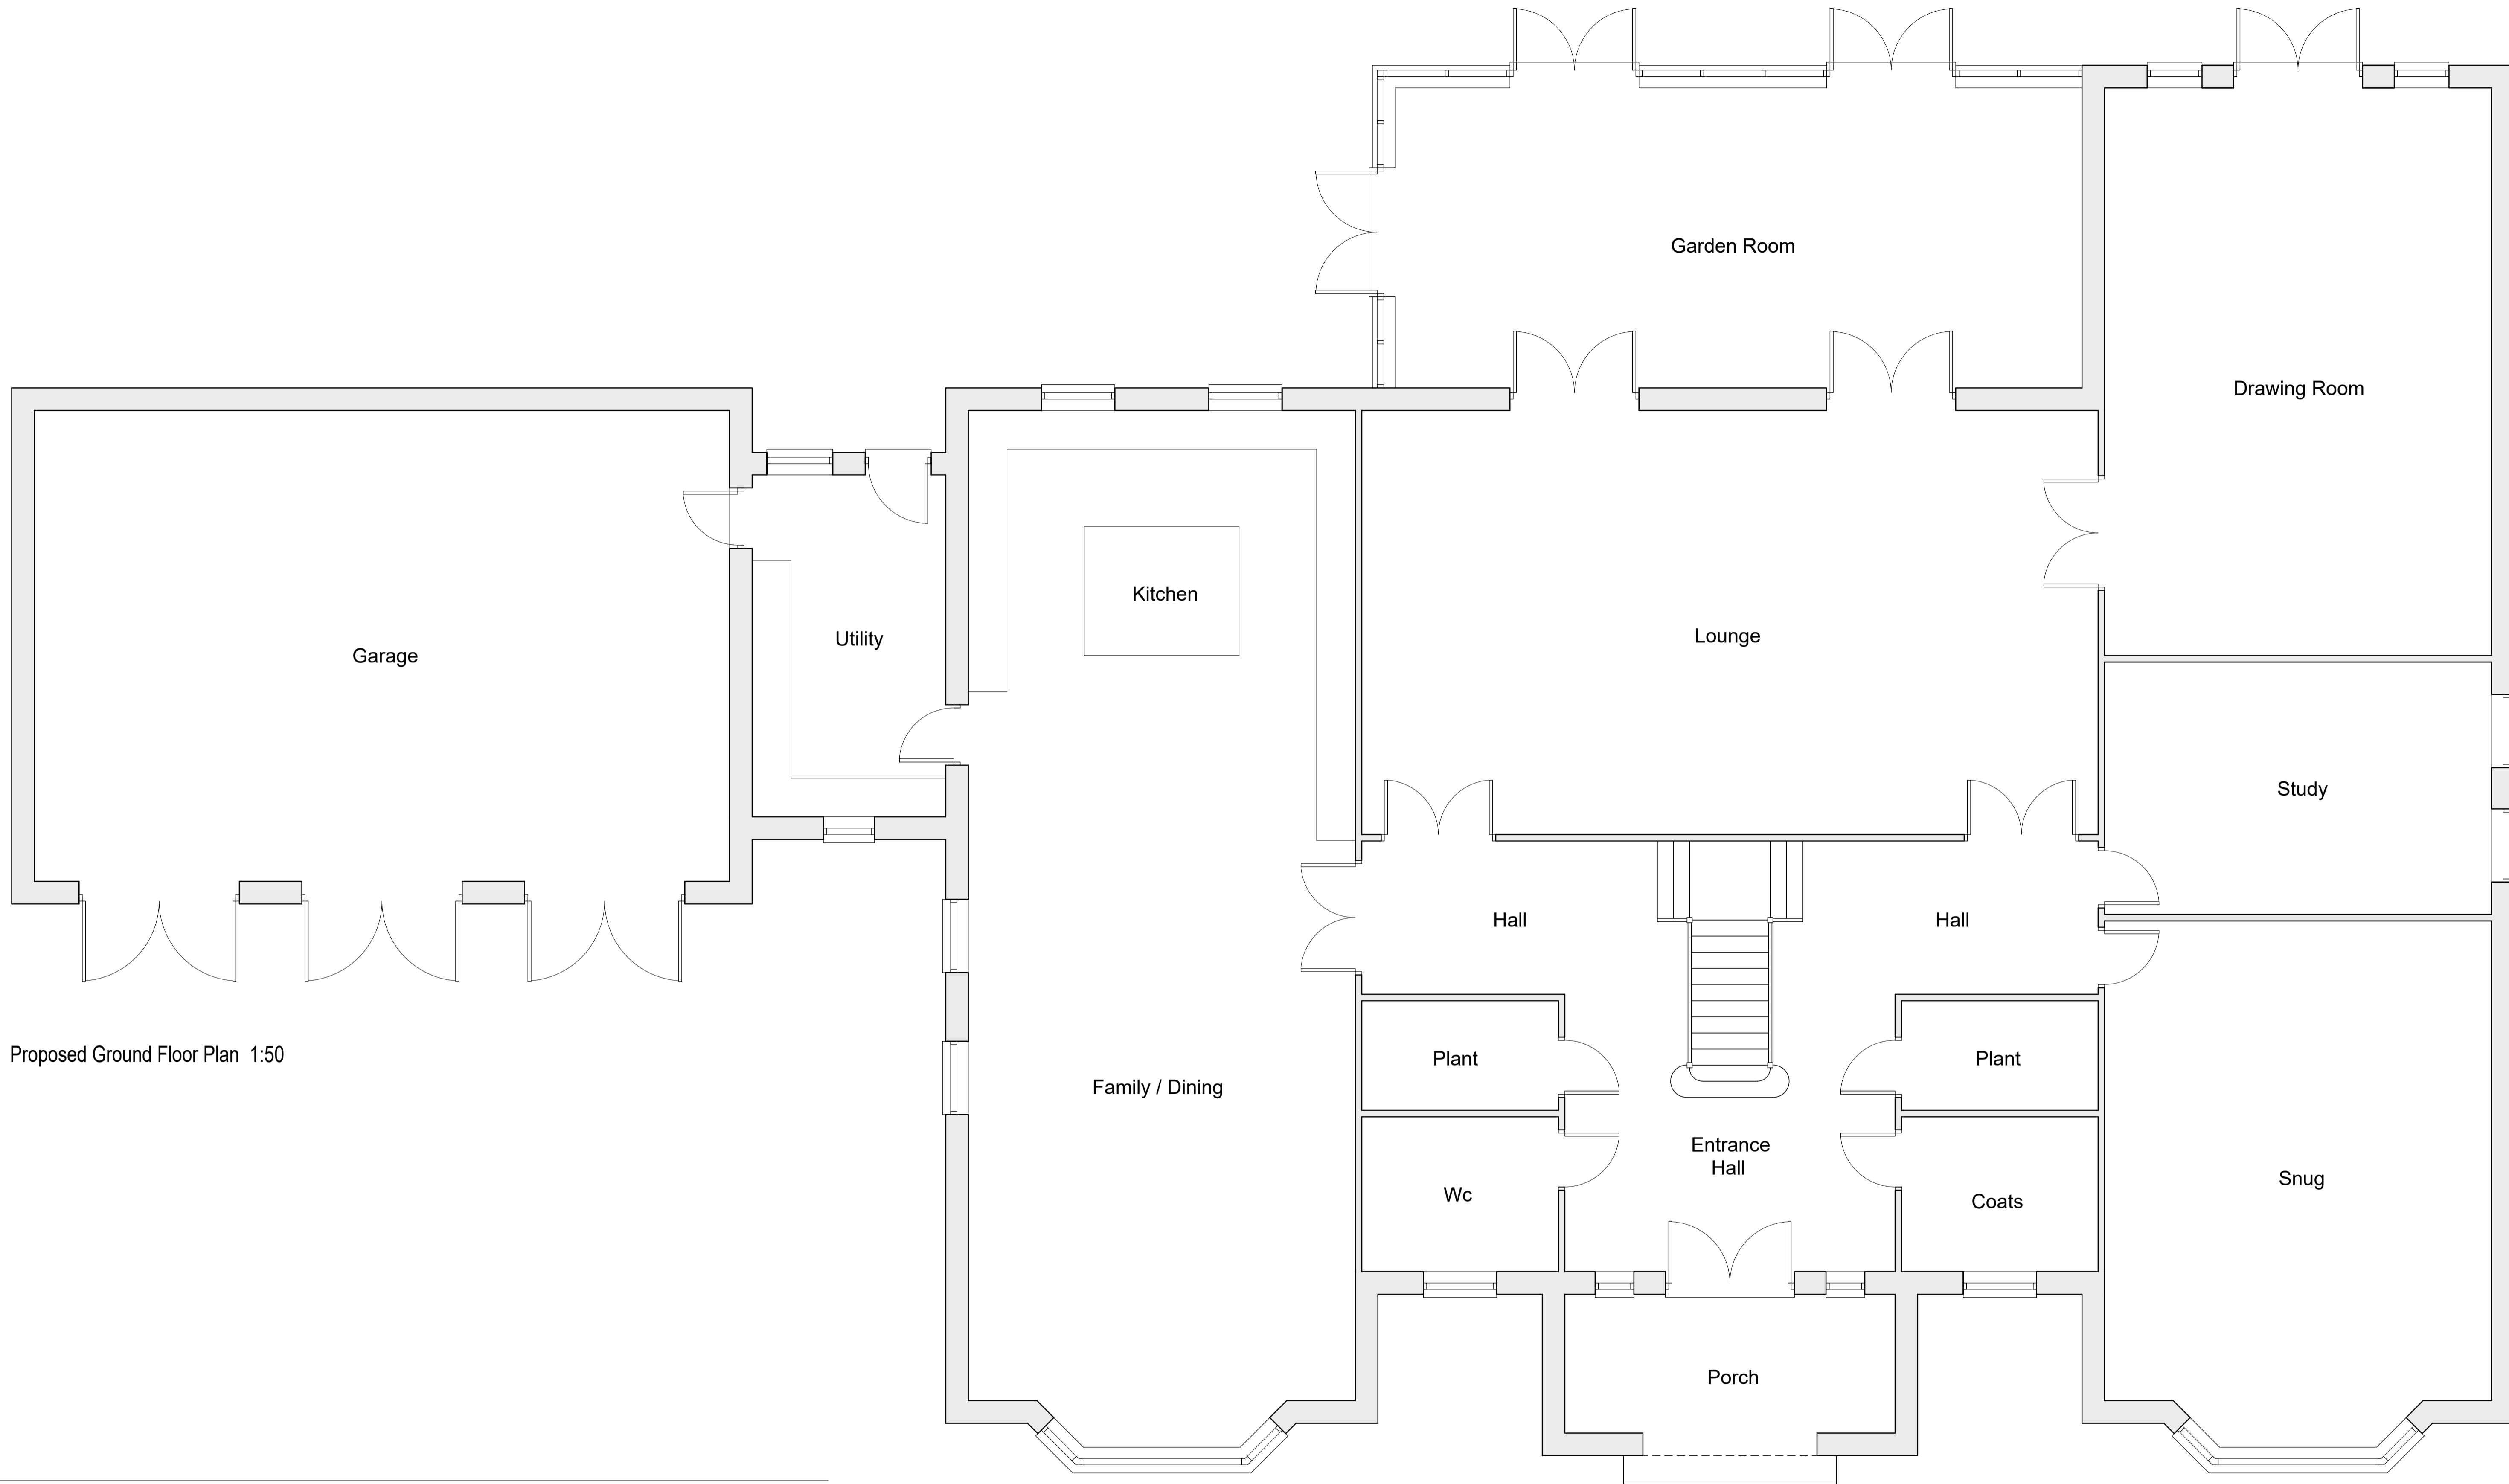 Garden Room
Drawing Room
Kitchen
Utility
Garage
Lounge
Study
Hall
Hall
Proposed Ground Floor Plan 1:50
Plant
Plant
Family / Dining
Entrance
Hall
Wc
Coats
Snug
Porch